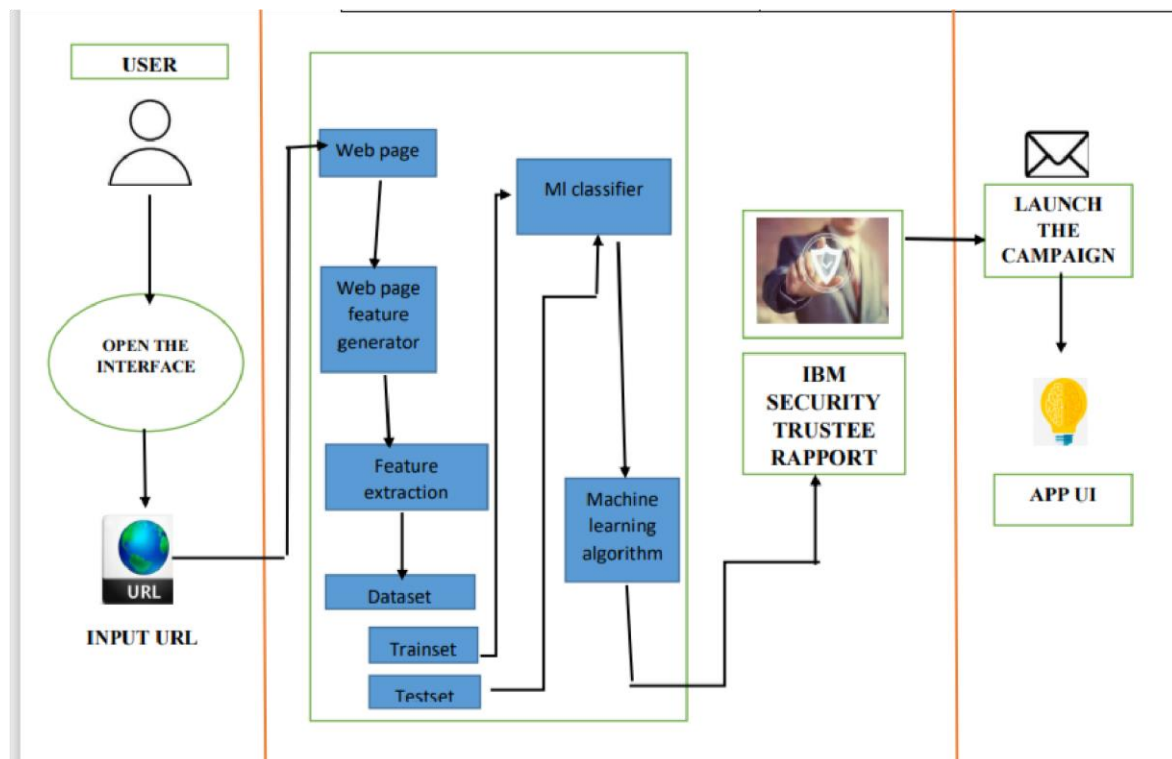 USER
OPEN THE
INTERFACE
URL
INPUT URL
Web page
Web page
feature
generator
Feature
extraction
Dataset
Trainset
Testset
Ml classifier
Machine
learning
algorithm
IBM
SECURITY
TRUSTEE
RAPPORT
LAUNCH
THE
CAMPAIGN
APP UI